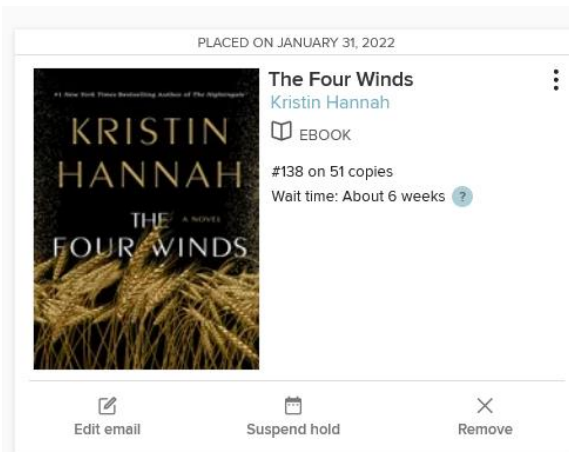 PLACED ON JANUARY 31, 2022
#1 New York Times Bestselling Author of The Nightingale
KRISTIN
HANNAH
THE
A NOVEL
FOUR WINDS
The Four Winds
Kristin Hannah
EBOOK
#138 on 51 copies
Wait time: About 6 weeks ?
Edit email
Suspend hold
Remove